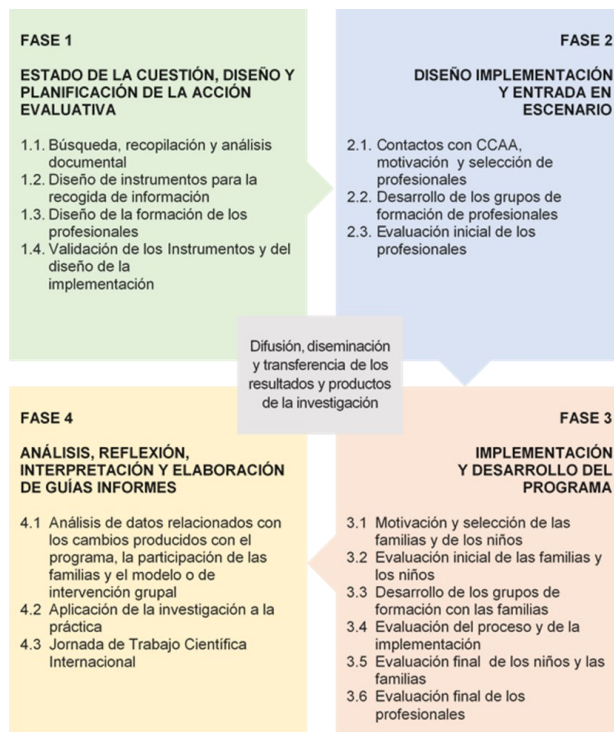 FASE 1
ESTADO DE LA CUESTIÓN, DISEÑO Y
PLANIFICACIÓN DE LA ACCIÓN
EVALUATIVA
1.1. Búsqueda, recopilación y análisis
documental
1.2. Diseño de instrumentos para la
recogida de información
1.3. Diseño de la formación de los
profesionales
1.4. Validación de los Instrumentos y del
diseño de la
implementación
FASE 2
DISEÑO IMPLEMENTACIÓN
Y ENTRADA EN
ESCENARIO
2.1. Contactos con CCAA,
motivación y selección de
profesionales
2.2. Desarrollo de los grupos de
formación de profesionales
2.3. Evaluación inicial de los
profesionales
Difusión, diseminación
y transferencia de los
resultados y productos
de la investigación
FASE 3
IMPLEMENTACIÓN
Y DESARROLLO DEL
PROGRAMA
3.1 Motivación y selección de las
familias y de los niños
3.2 Evaluación inicial de las familias y
los niños
3.3 Desarrollo de los grupos de
formación con las familias
3.4 Evaluación del proceso y de la
implementación
3.5 Evaluación final de los niños y las
familias
3.6 Evaluación final de los
profesionales
FASE 4
ANÁLISIS, REFLEXIÓN,
INTERPRETACIÓN Y ELABORACIÓN
DE GUÍAS INFORMES
4.1 Análisis de datos relacionados con
los cambios producidos con el
programa, la participación de las
familias y el modelo o de
intervención grupal
4.2 Aplicación de la investigación a la
práctica
4.3 Jornada de Trabajo Científica
Internacional